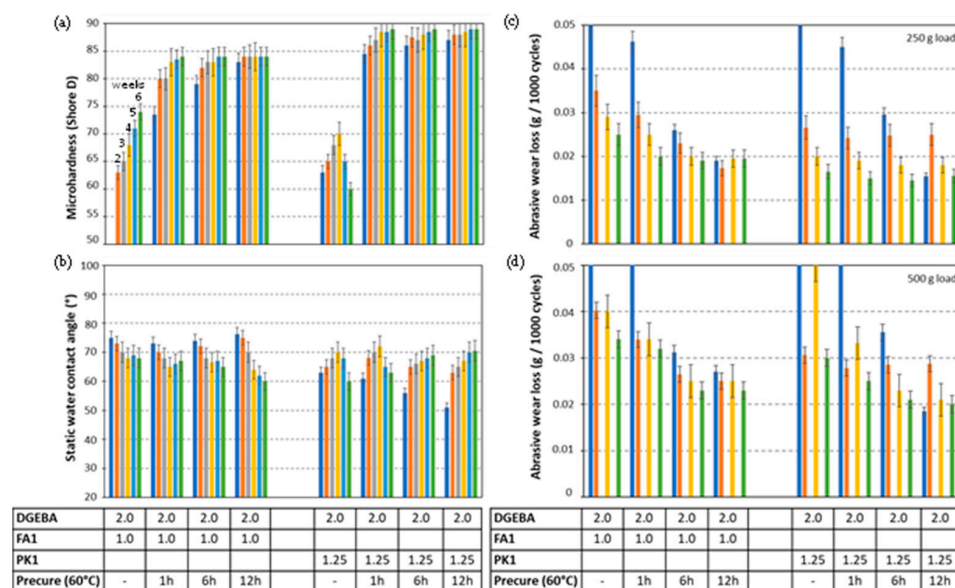 (a)
90
85
80
75
70
65
60
55
50
Microhardness (Shore D)
weeks
6
5
4
3
2
(b)
100
90
80
70
60
50
40
30
20
Static water contact angle (°)
DGEBA 2.0 2.0 2.0 2.0 2.0 2.0 2.0 2.0
FA1 1.0 1.0 1.0 1.0
PK1 1.25 1.25 1.25 1.25
Precure (60°C) - 1h 6h 12h - 1h 6h 12h
(c)
0.05
0.04
0.03
0.02
0.01
0
Abrasive wear loss (g / 1000 cycles)
250 g load
(d)
0.05
0.04
0.03
0.02
0.01
0
Abrasive wear loss (g / 1000 cycles)
500 g load
DGEBA 2.0 2.0 2.0 2.0 2.0 2.0 2.0 2.0
FA1 1.0 1.0 1.0 1.0
PK1 1.25 1.25 1.25 1.25
Precure (60°C) - 1h 6h 12h - 1h 6h 12h